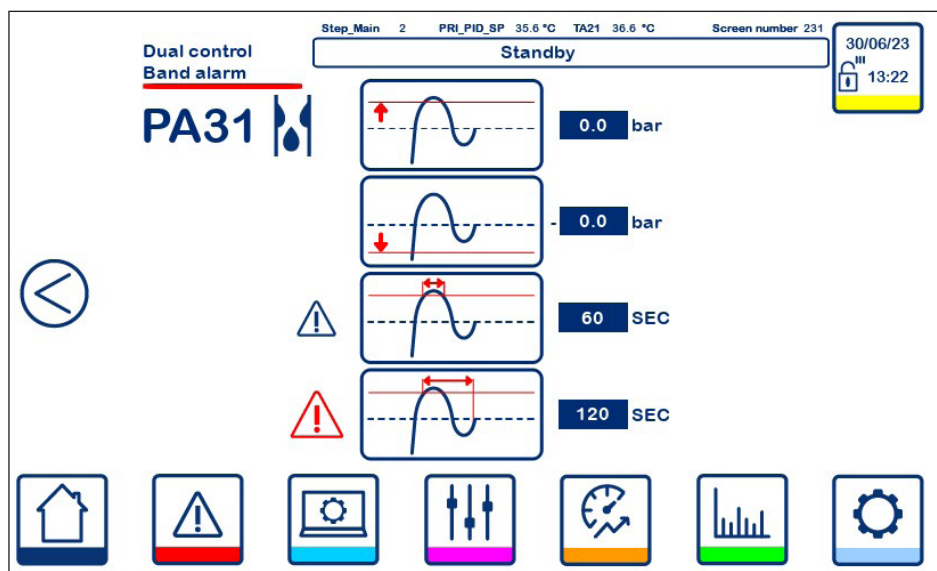 Step_Main 2 PRI_PID_SP 35.6 °C TA21 36.6 °C Screen number 231
Standby
30/06/23
13:22
Dual control
Band alarm
PA31
0.0 bar
- 0.0 bar
60 SEC
120 SEC